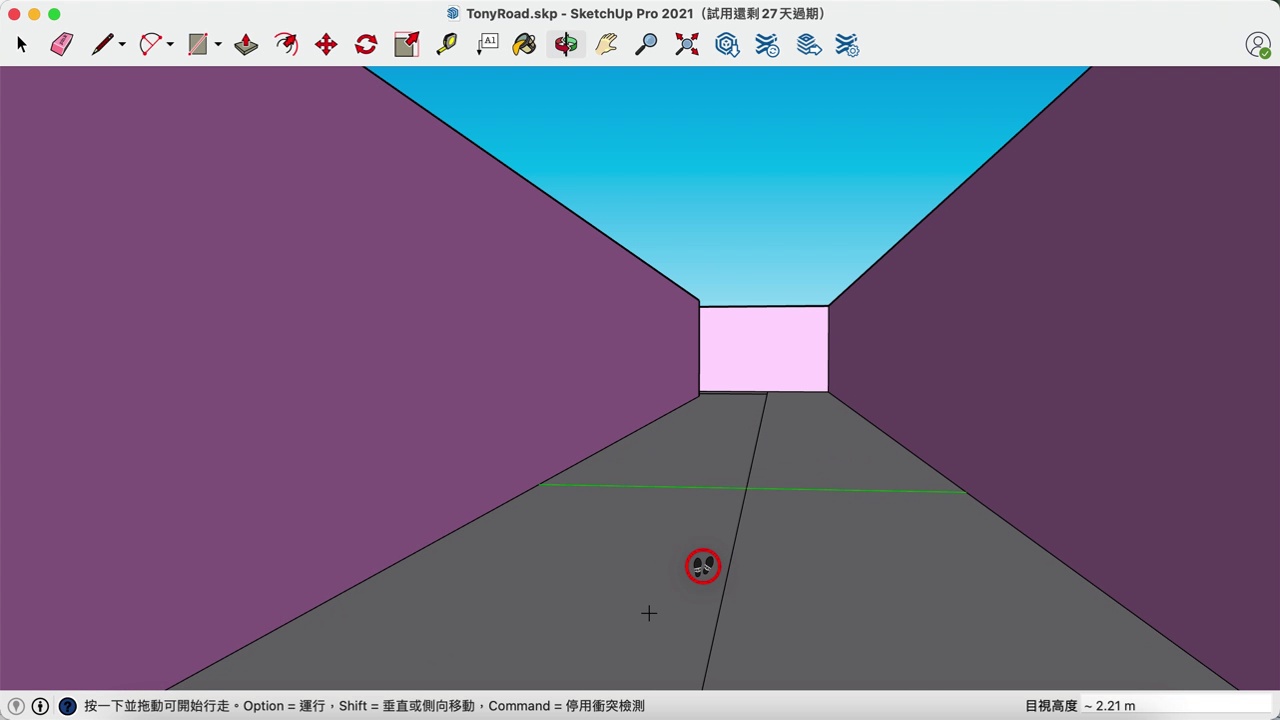 TonyRoad.skp - SketchUp Pro 2021（試用還剩 27 天過期）
A1
?
按一下並拖動可開始行走。Option = 運行，Shift = 垂直或側向移動，Command = 停用衝突檢測
目視高度 ~ 2.21 m